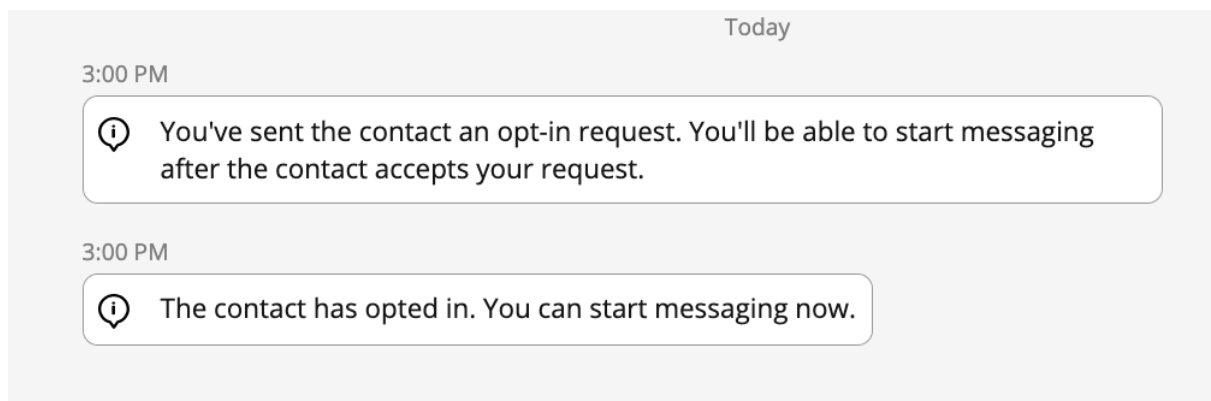 Today
3:00 PM
You've sent the contact an opt-in request. You'll be able to start messaging
after the contact accepts your request.
3:00 PM
The contact has opted in. You can start messaging now.